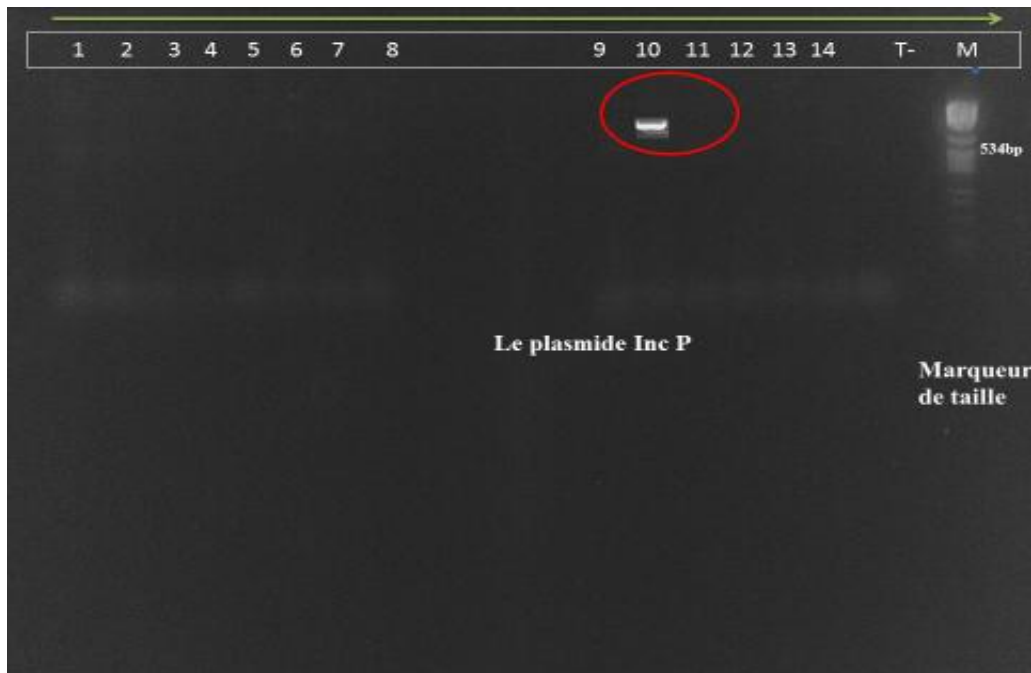 1 2 3 4 5 6 7 8 9 10 11 12 13 14 T- M
534bp
Le plasmide Inc P
Marqueur
de taille